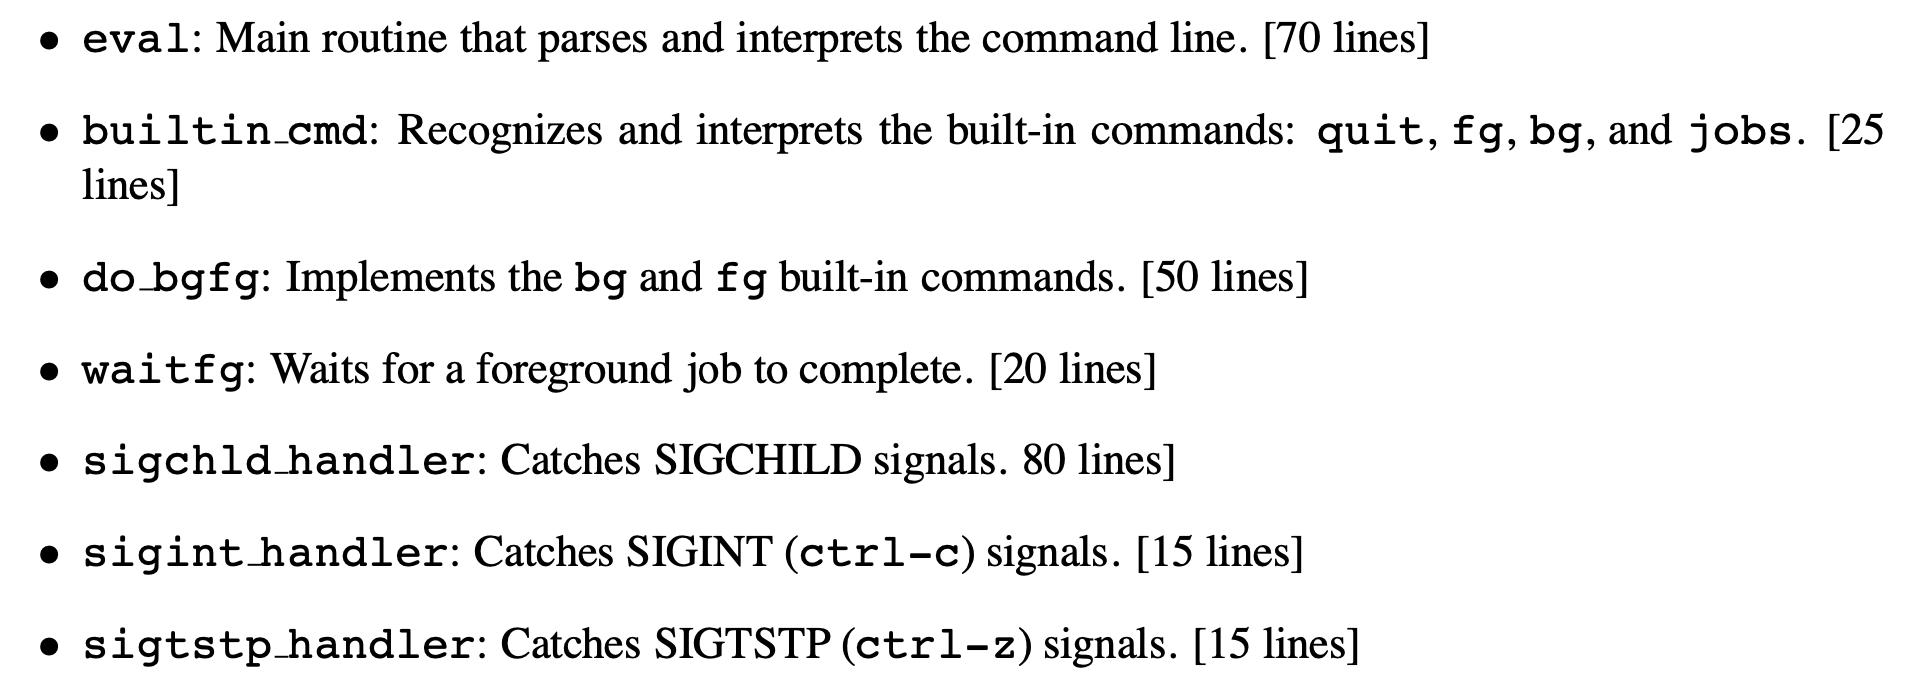 • eval: Main routine that parses and interprets the command line. [70 lines]
• builtin_cmd: Recognizes and interprets the built-in commands: quit, fg, bg, and jobs. [25
lines]
• do_bgfg: Implements the bg and fg built-in commands. [50 lines]
• waitfg: Waits for a foreground job to complete. [20 lines]
• sigchld_handler: Catches SIGCHILD signals. 80 lines]
• sigint_handler: Catches SIGINT (ctrl-c) signals. [15 lines]
• sigtstp_handler: Catches SIGTSTP (ctrl-z) signals. [15 lines]